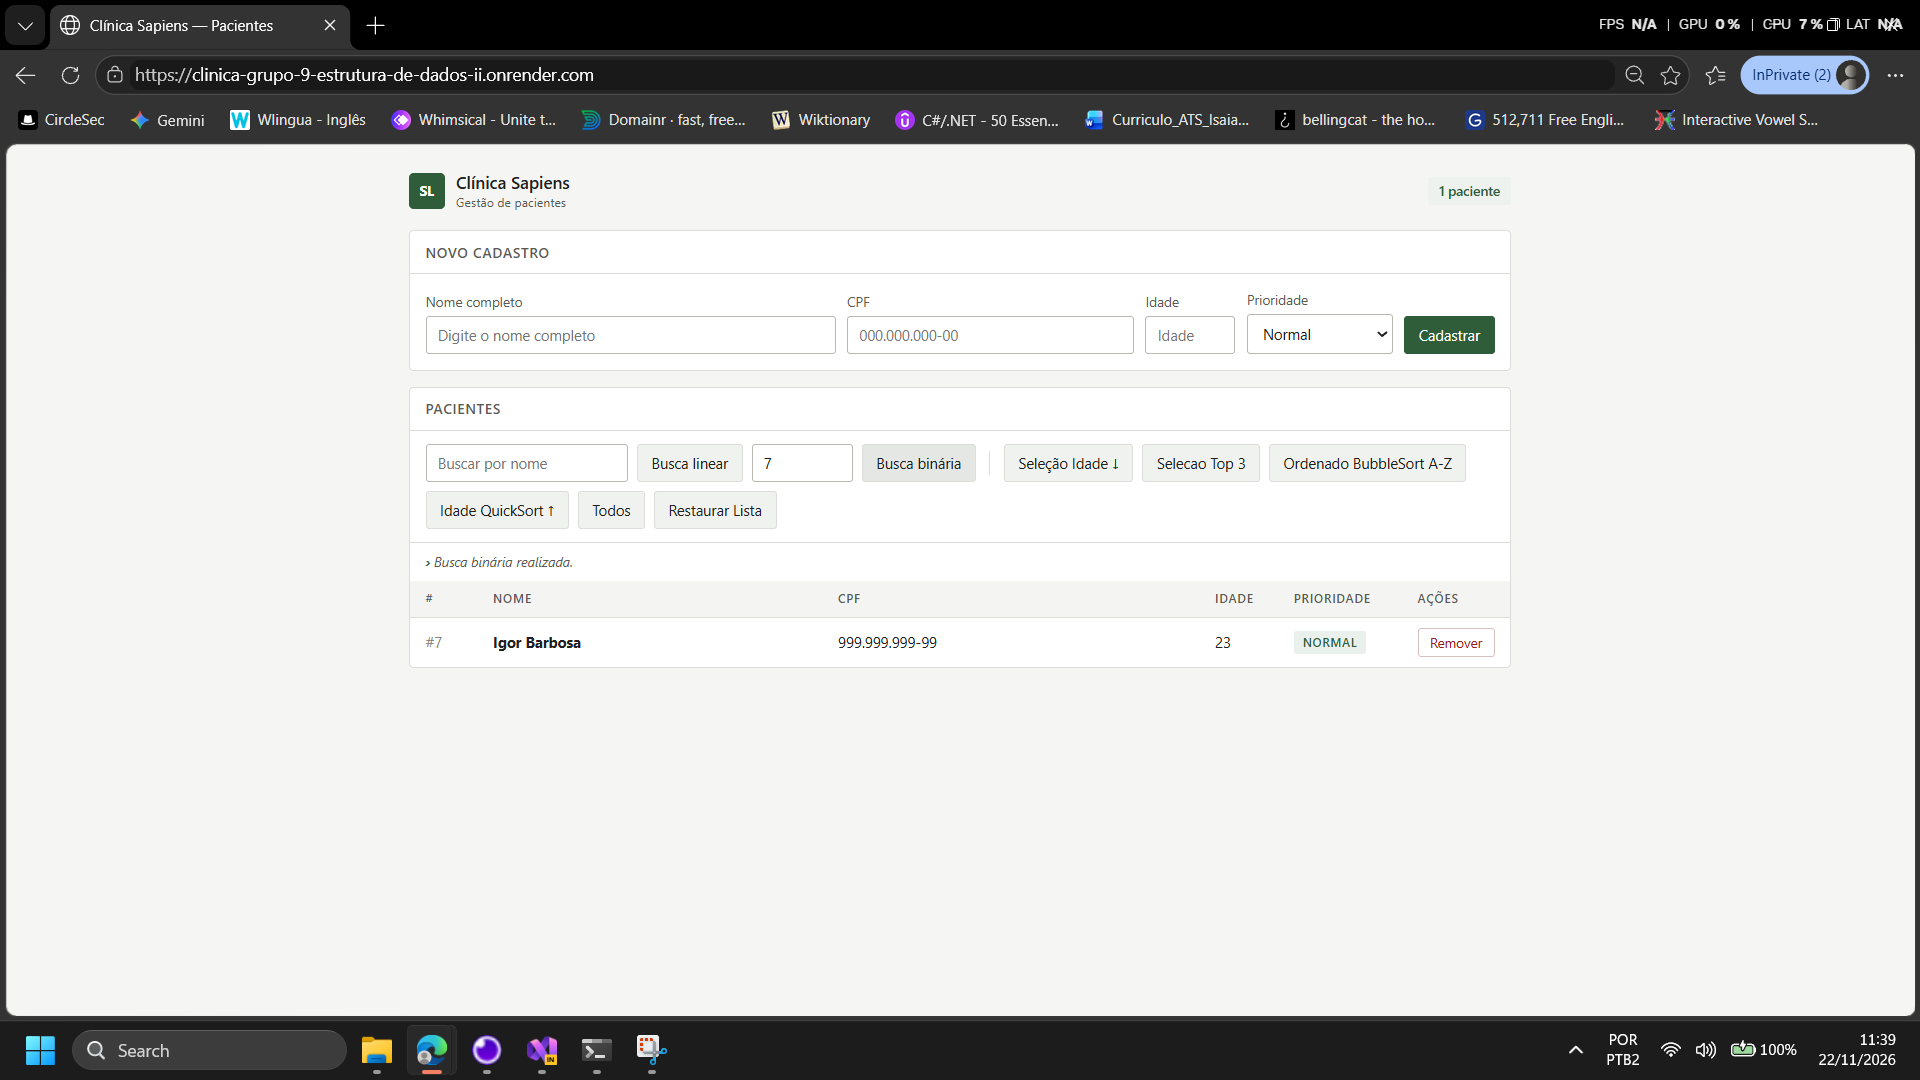 Clínica Sapiens — Pacientes
FPS N/A | GPU 0 % | CPU 7 % LAT N/A
https://clinica-grupo-9-estrutura-de-dados-ii.onrender.com
InPrivate (2)
CircleSec
Gemini
Wlingua - Inglês
Whimsical - Unite t...
Domainr · fast, free...
Wiktionary
C#/.NET - 50 Essen...
Curriculo_ATS_Isaia...
bellingcat - the ho...
512,711 Free Engli...
Interactive Vowel S...
SL
Clínica Sapiens
Gestão de pacientes
1 paciente
NOVO CADASTRO
Nome completo
CPF
Idade
Prioridade
Digite o nome completo
000.000.000-00
Idade
Normal
Cadastrar
PACIENTES
Buscar por nome
Busca linear
7
Busca binária
Seleção Idade ↓
Selecao Top 3
Ordenado BubbleSort A-Z
Idade QuickSort ↑
Todos
Restaurar Lista
› Busca binária realizada.
# NOME CPF IDADE PRIORIDADE AÇÕES
#7 Igor Barbosa 999.999.999-99 23 NORMAL Remover
Search
POR
PTB2
100%
11:39
22/11/2026